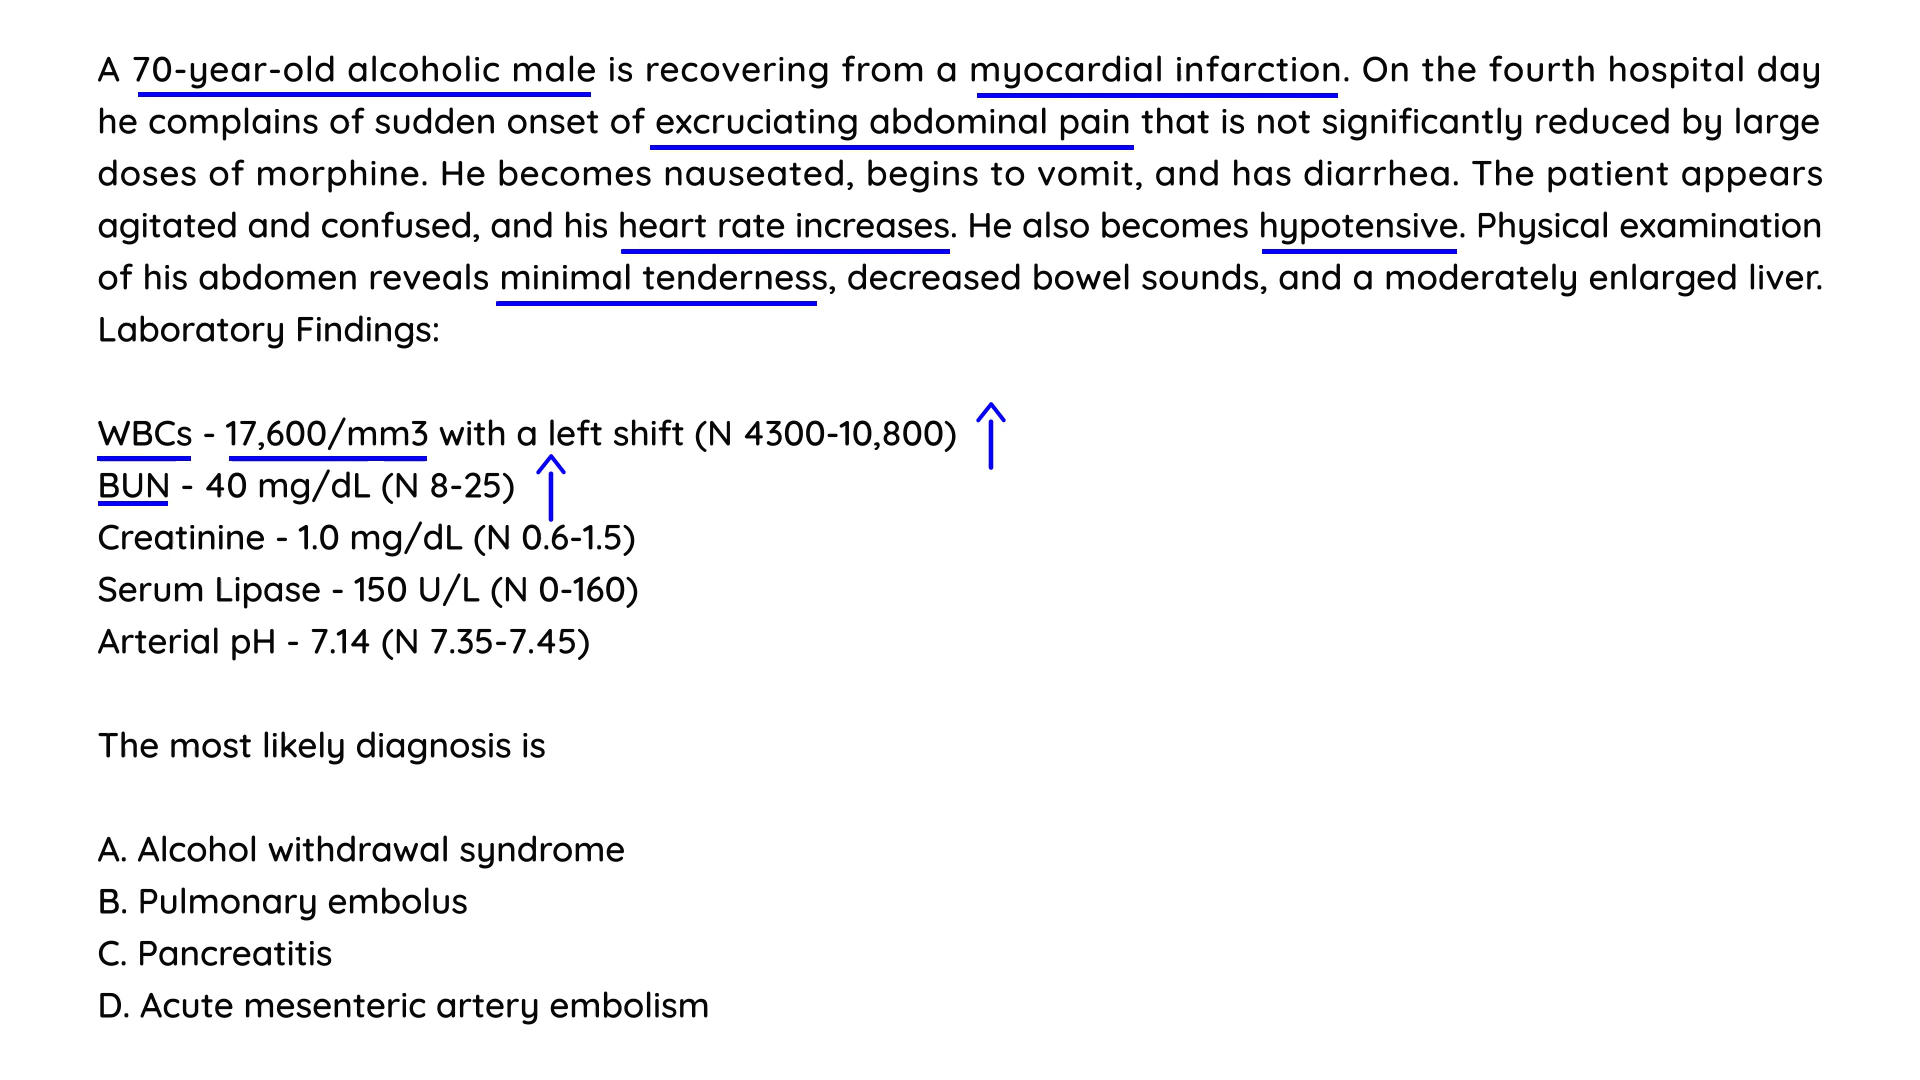 A 70-year-old alcoholic male is recovering from a myocardial infarction. On the fourth hospital day
he complains of sudden onset of excruciating abdominal pain that is not significantly reduced by large
doses of morphine. He becomes nauseated, begins to vomit, and has diarrhea. The patient appears
agitated and confused, and his heart rate increases. He also becomes hypotensive. Physical examination
of his abdomen reveals minimal tenderness, decreased bowel sounds, and a moderately enlarged liver.
Laboratory Findings:
WBCs - 17,600/mm3 with a left shift (N 4300-10,800)
BUN - 40 mg/dL (N 8-25)
Creatinine - 1.0 mg/dL (N 0.6-1.5)
Serum Lipase - 150 U/L (N 0-160)
Arterial pH - 7.14 (N 7.35-7.45)
The most likely diagnosis is
A. Alcohol withdrawal syndrome
B. Pulmonary embolus
C. Pancreatitis
D. Acute mesenteric artery embolism